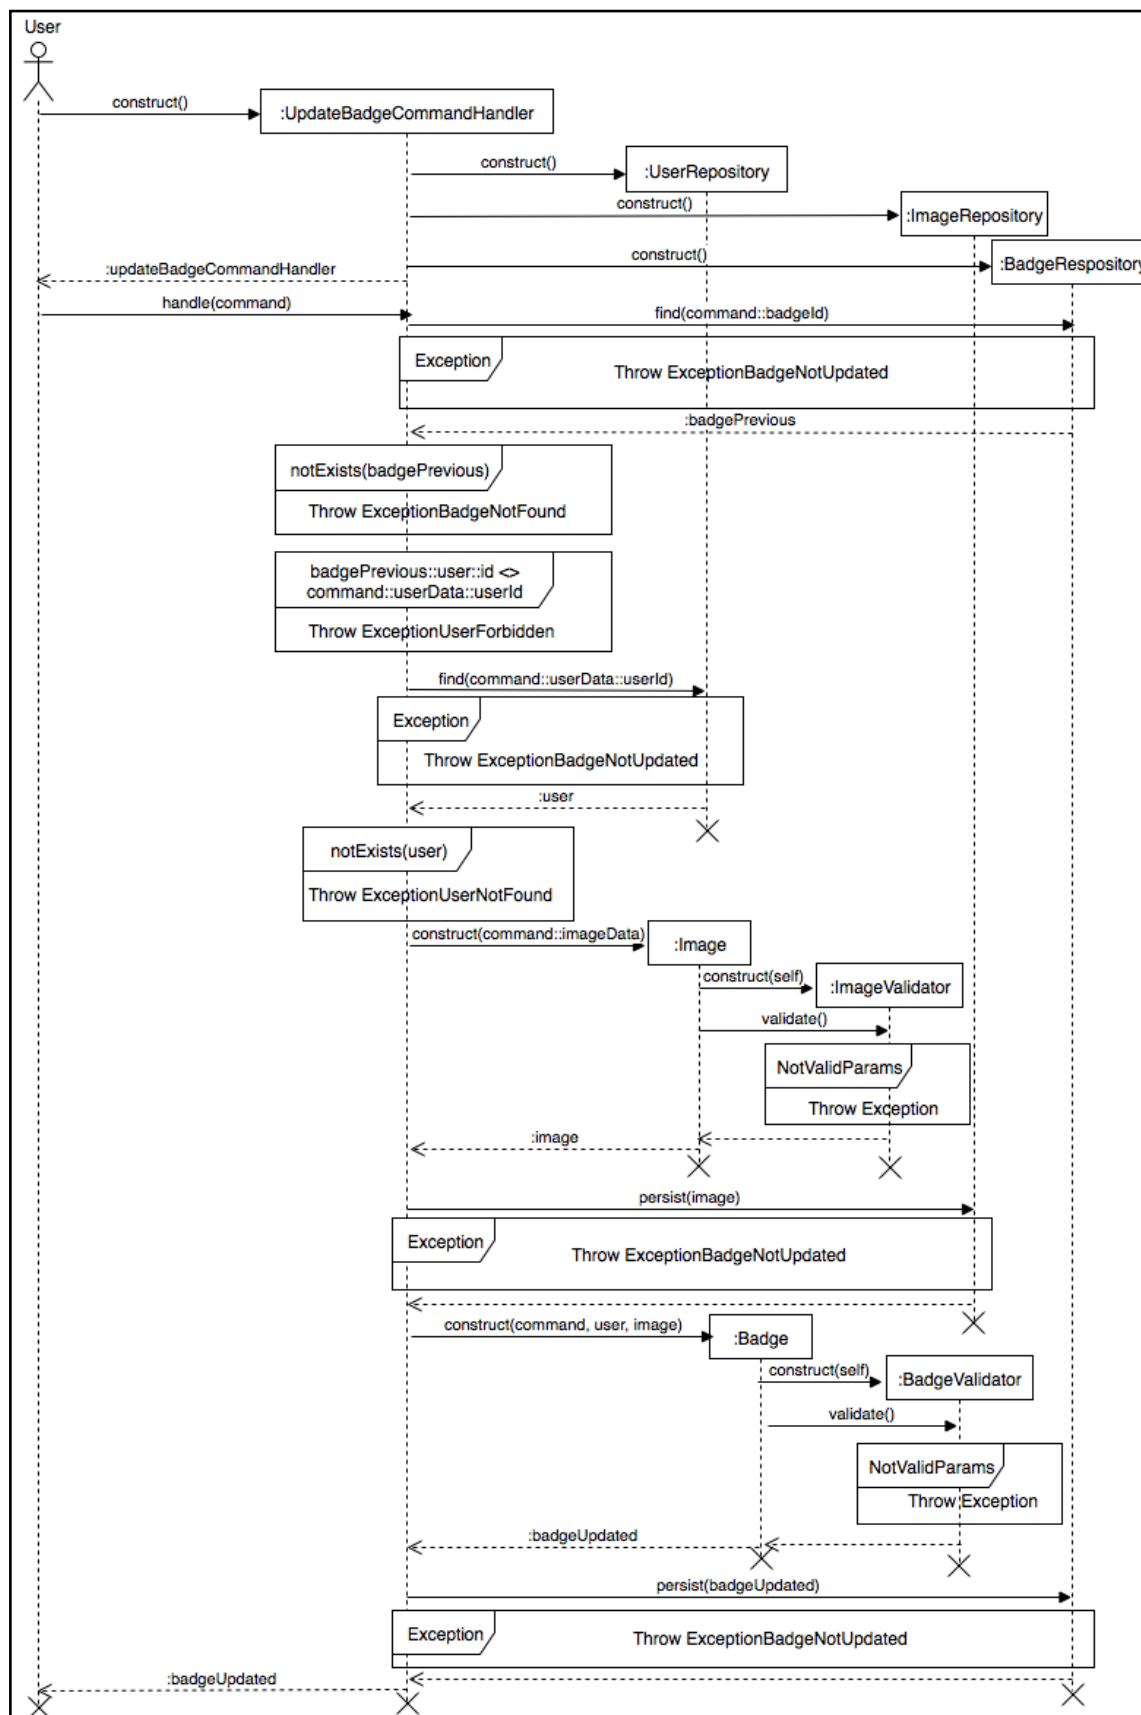 User
construct()
:UpdateBadgeCommandHandler
construct()
:UserRepository
construct()
:ImageRepository
construct()
:BadgeRespository
:updateBadgeCommandHandler
handle(command)
find(command::badgeId)
Exception
Throw ExceptionBadgeNotUpdated
:badgePrevious
notExists(badgePrevious)
Throw ExceptionBadgeNotFound
badgePrevious::user::id <>
command::userData::userId
Throw ExceptionUserForbidden
find(command::userData::userId)
Exception
Throw ExceptionBadgeNotUpdated
:user
notExists(user)
Throw ExceptionUserNotFound
construct(command::imageData)
:Image
construct(self)
:ImageValidator
validate()
NotValidParams
Throw Exception
:image
persist(image)
Exception
Throw ExceptionBadgeNotUpdated
construct(command, user, image)
:Badge
construct(self)
:BadgeValidator
validate()
NotValidParams
Throw Exception
:badgeUpdated
persist(badgeUpdated)
Exception
Throw ExceptionBadgeNotUpdated
:badgeUpdated